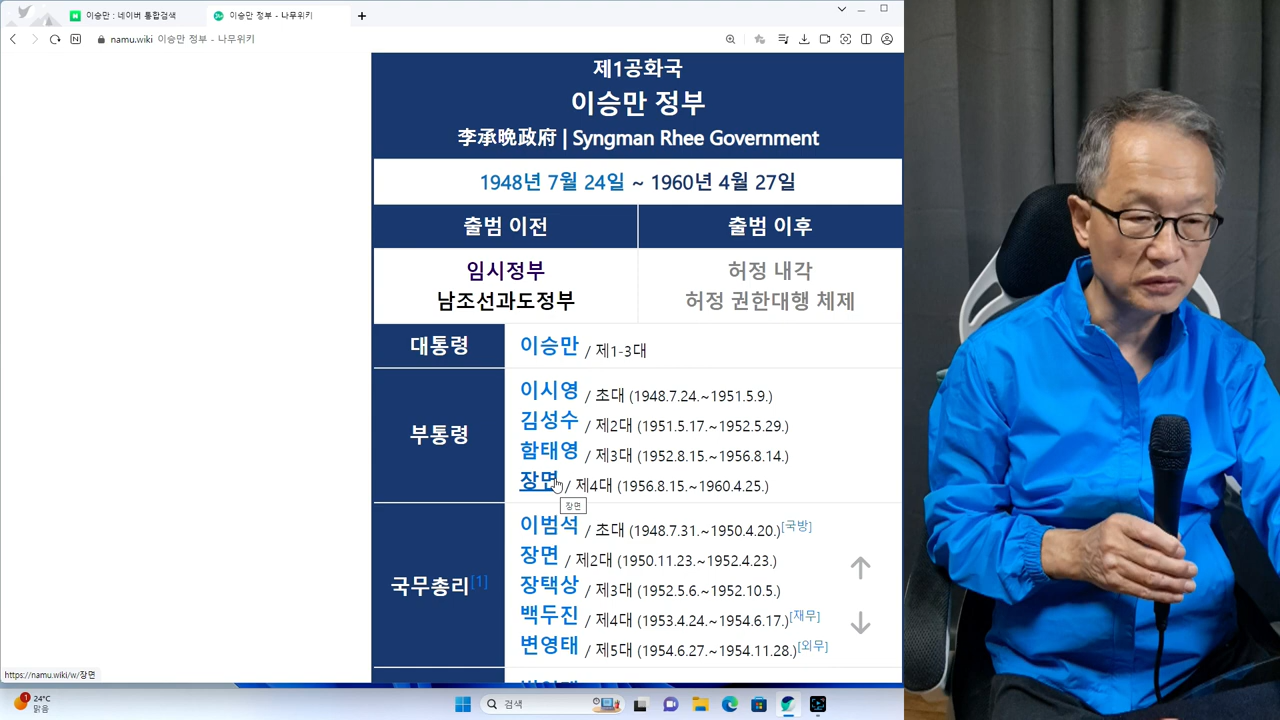 이승만 : 네이버 통합검색
이승만 정부 - 나무위키
namu.wiki 이승만 정부 - 나무위키
제1공화국
이승만 정부
李承晩政府 | Syngman Rhee Government
1948년 7월 24일 ~ 1960년 4월 27일
출범 이전
출범 이후
임시정부
남조선과도정부
허정 내각
허정 권한대행 체제
대통령
이승만 / 제1-3대
부통령
이시영 / 초대 (1948.7.24.~1951.5.9.)
김성수 / 제2대 (1951.5.17.~1952.5.29.)
함태영 / 제3대 (1952.8.15.~1956.8.14.)
장면 / 제4대 (1956.8.15.~1960.4.25.)
장면
국무총리[1]
이범석 / 초대 (1948.7.31.~1950.4.20.)[국방]
장면 / 제2대 (1950.11.23.~1952.4.23.)
장택상 / 제3대 (1952.5.6.~1952.10.5.)
백두진 / 제4대 (1953.4.24.~1954.6.17.)[재무]
변영태 / 제5대 (1954.6.27.~1954.11.28.)[외무]
https://namu.wiki/w/장면
1
24°C
맑음
검색